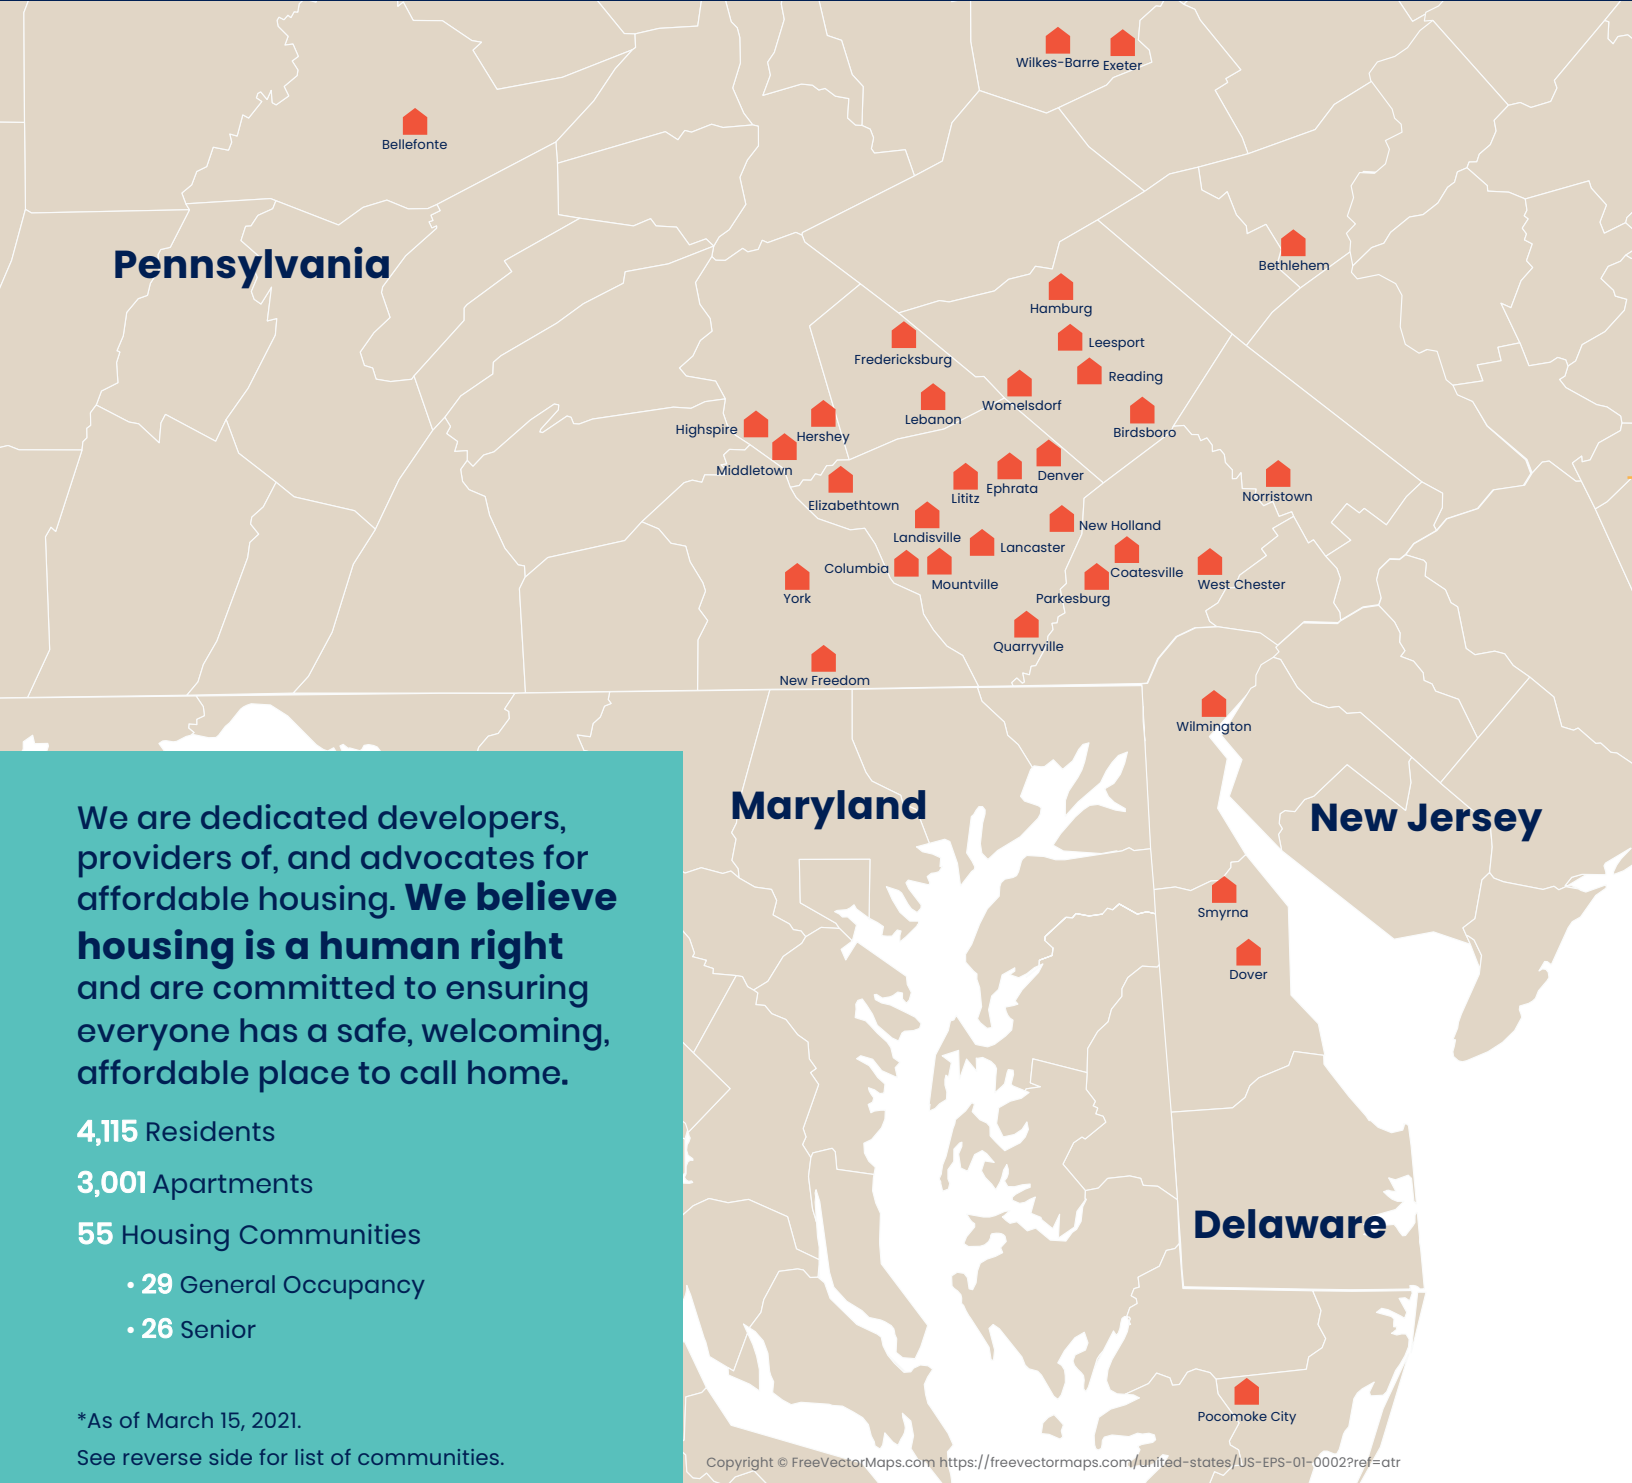 Wilkes-Barre
Exeter
Bellefonte
Pennsylvania
Bethlehem
Hamburg
Leesport
Fredericksburg
Reading
Womelsdorf
Lebanon
Birdsboro
Highspire
Hershey
Middletown
Denver
Ephrata
Lititz
Norristown
Elizabethtown
New Holland
Landisville
Lancaster
Columbia
Coatesville
Mountville
West Chester
York
Parkesburg
Quarryville
New Freedom
Wilmington
Maryland
New Jersey
Smyrna
Dover
Delaware
Pocomoke City
We are dedicated developers,
providers of, and advocates for
affordable housing. We believe
housing is a human right
and are committed to ensuring
everyone has a safe, welcoming,
affordable place to call home.
4,115 Residents
3,001 Apartments
55 Housing Communities
• 29 General Occupancy
• 26 Senior
*As of March 15, 2021.
See reverse side for list of communities.
Copyright © FreeVectorMaps.com https://freevectormaps.com/united-states/US-EPS-01-0002?ref=atr